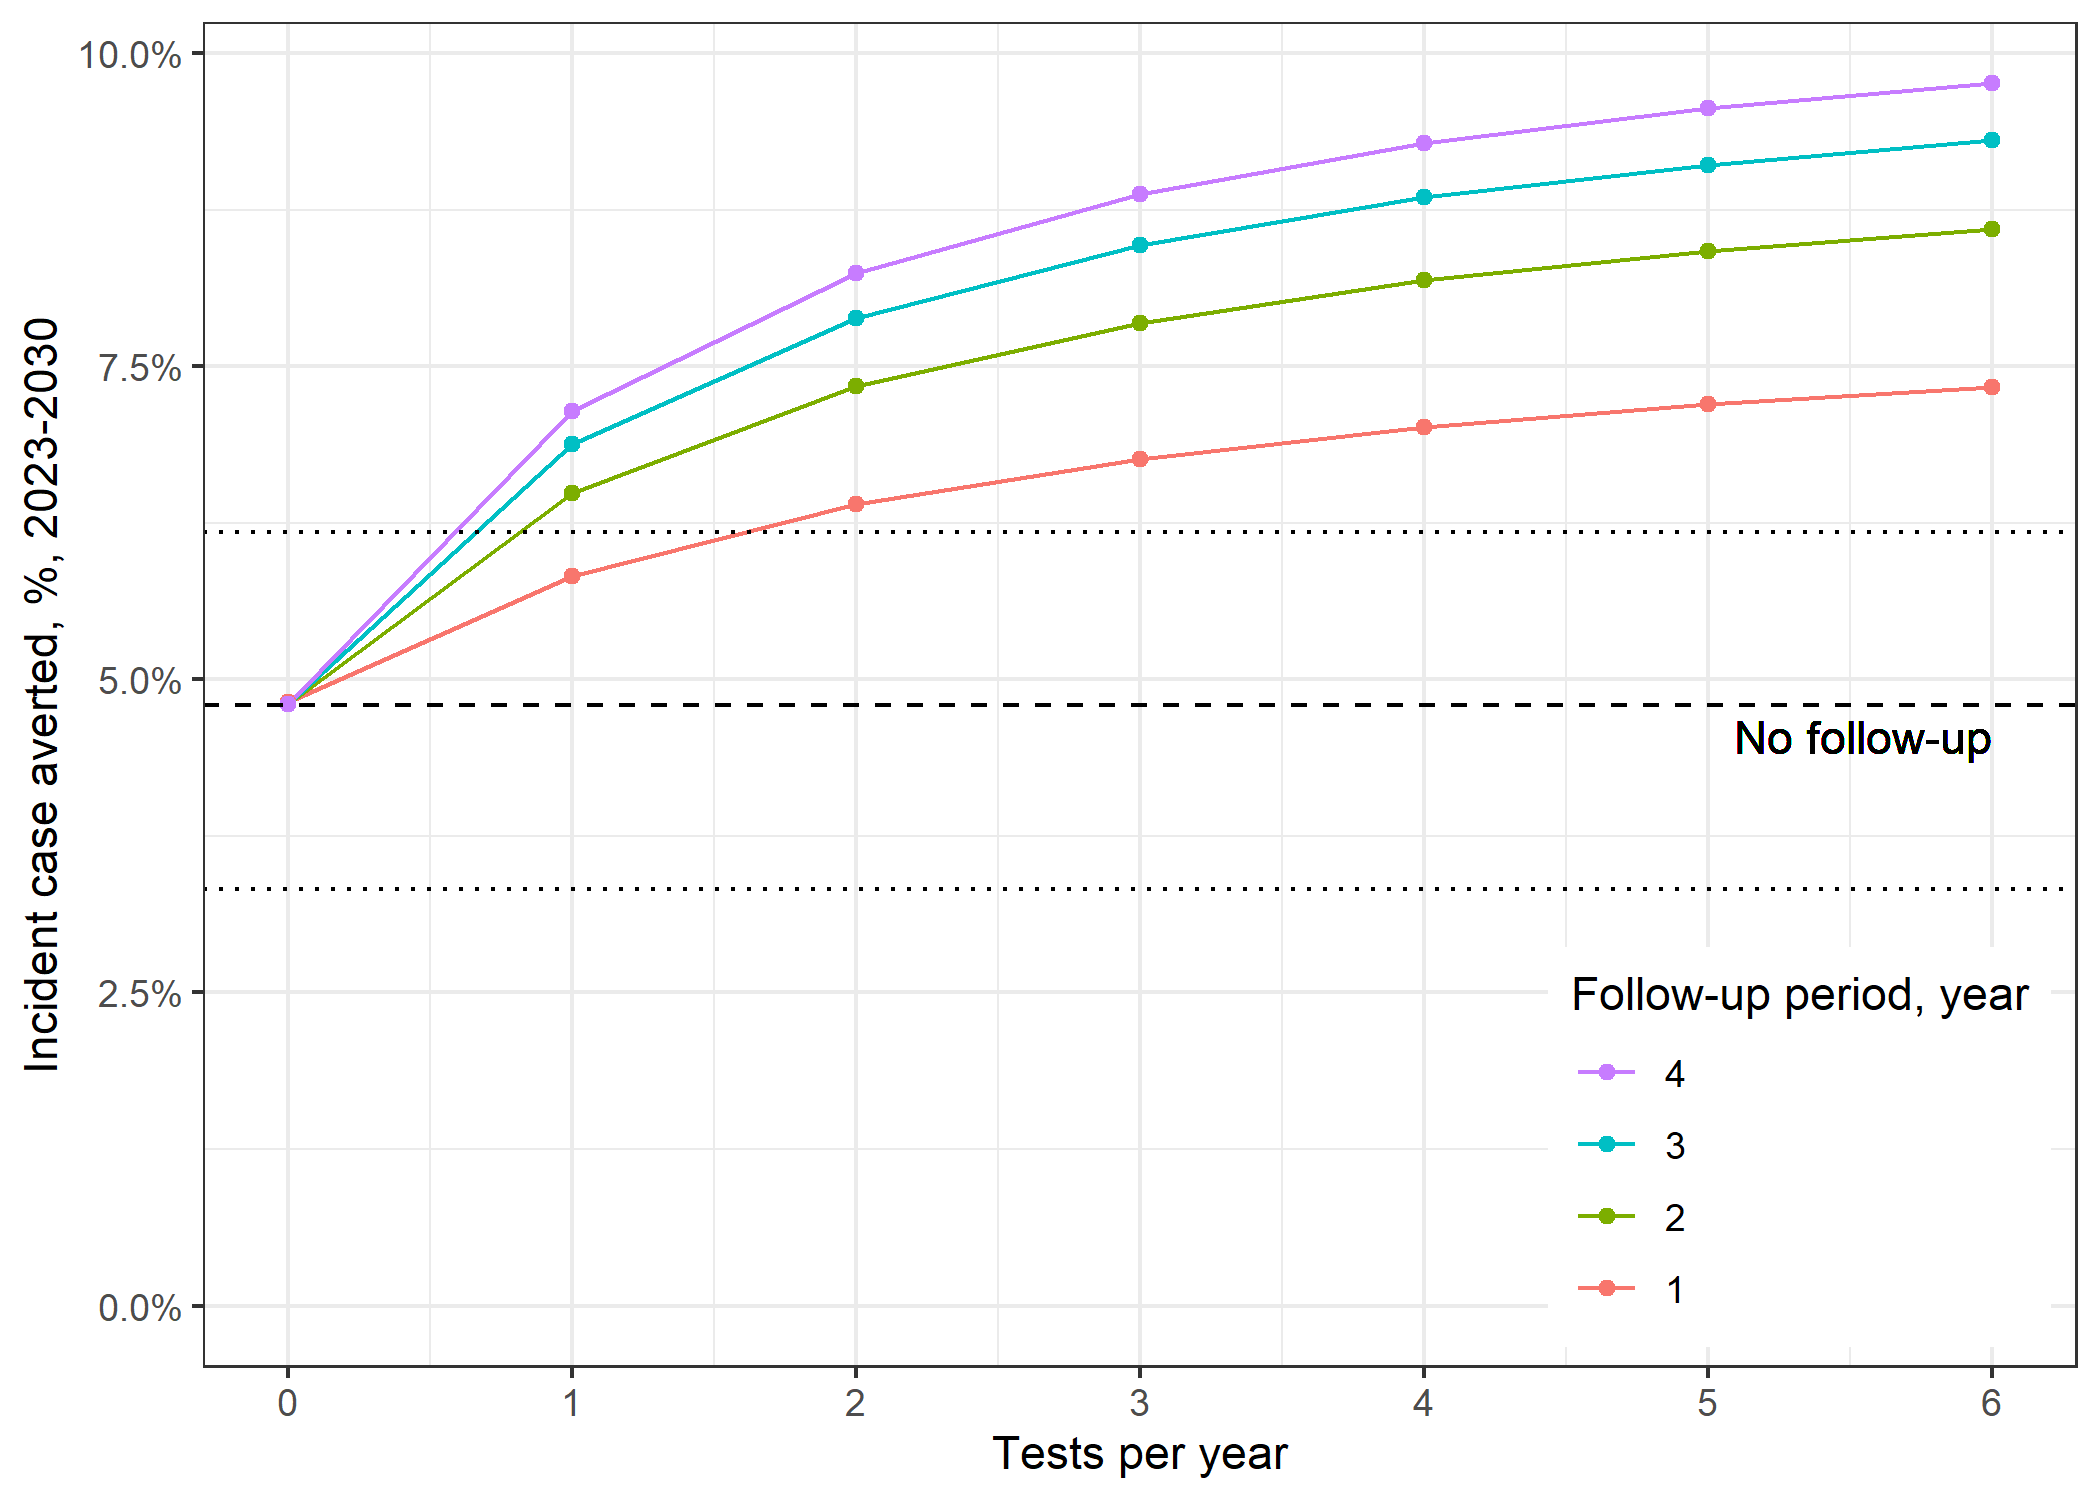 10.0%
7.5%
5.0%
2.5%
0.0%
Incident case averted, %, 2023-2030
No follow-up
Follow-up period, year
4
3
2
1
0 1 2 3 4 5 6
Tests per year